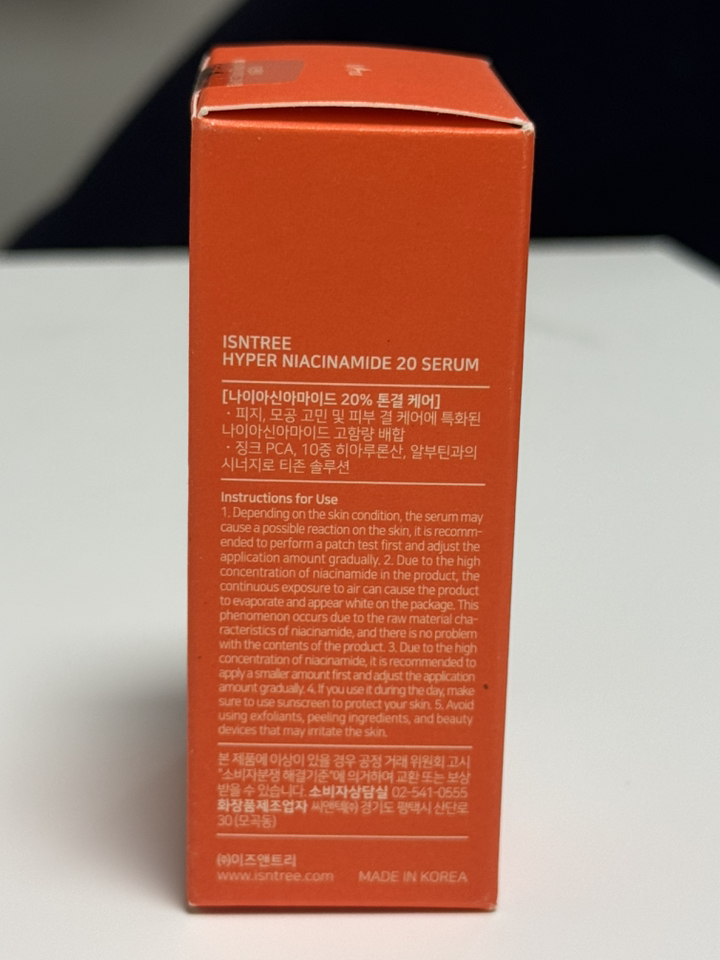 ISNTREE
HYPER NIACINAMIDE 20 SERUM
[나이아신아마이드 20% 톤결 케어]
· 피지, 모공 고민 및 피부 결 케어에 특화된
나이아신아마이드 고함량 배합
· 징크 PCA, 10중 히아루론산, 알부틴과의
시너지로 티존 솔루션
Instructions for Use
1. Depending on the skin condition, the serum may
cause a possible reaction on the skin, it is recomm-
ended to perform a patch test first and adjust the
application amount gradually. 2. Due to the high
concentration of niacinamide in the product, the
continuous exposure to air can cause the product
to evaporate and appear white on the package. This
phenomenon occurs due to the raw material cha-
racteristics of niacinamide, and there is no problem
with the contents of the product. 3. Due to the high
concentration of niacinamide, it is recommended to
apply a smaller amount first and adjust the application
amount gradually. 4. If you use it during the day, make
sure to use sunscreen to protect your skin. 5. Avoid
using exfoliants, peeling ingredients, and beauty
devices that may irritate the skin.
본 제품에 이상이 있을 경우 공정 거래 위원회 고시
"소비자분쟁 해결기준"에 의거하여 교환 또는 보상
받을 수 있습니다. 소비자상담실 02-541-0555
화장품제조업자 씨앤텍㈜ 경기도 평택시 산단로
30 (모곡동)
㈜이즈앤트리
www.isntree.com MADE IN KOREA